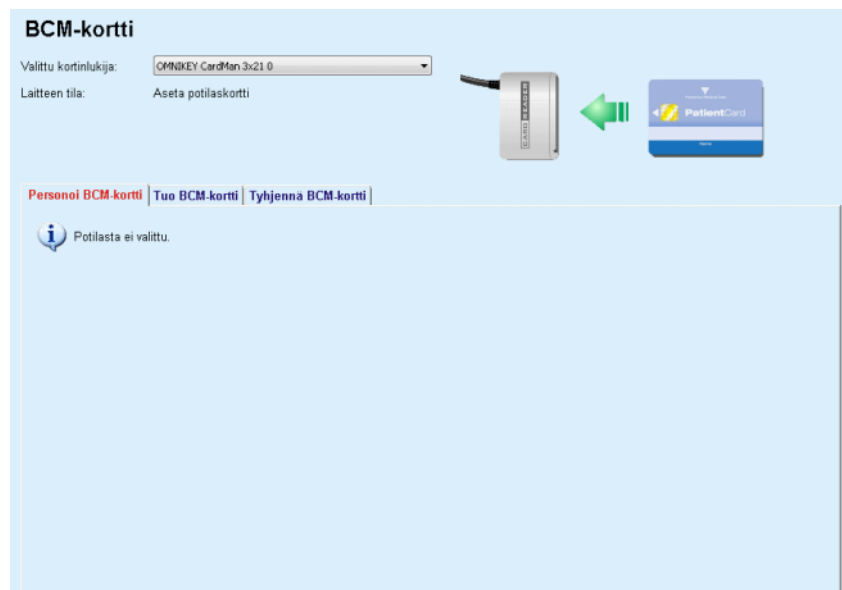 BCM-kortti
Valittu kortinlukija: OMNIKEY CardMan 3x21 0
Laitteen tila: Aseta potilaskortti
CARD READER
PatientCard
Personoi BCM-kortti Tuo BCM-kortti Tyhjennä BCM-kortti
Potilasta ei valittu.